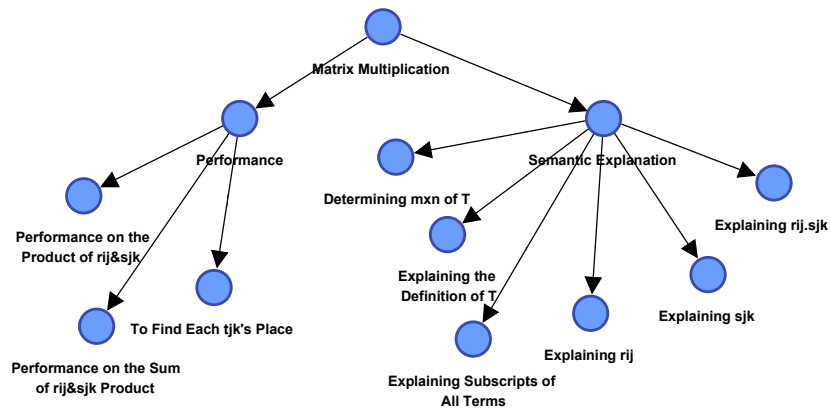 Matrix Multiplication
Performance
Semantic Explanation
Determining mxn of T
Explaining rij.sjk
Performance on the
Product of rij&sjk
Explaining the
Definition of T
To Find Each tjk's Place
Explaining sjk
Explaining rij
Performance on the Sum
of rij&sjk Product
Explaining Subscripts of
All Terms